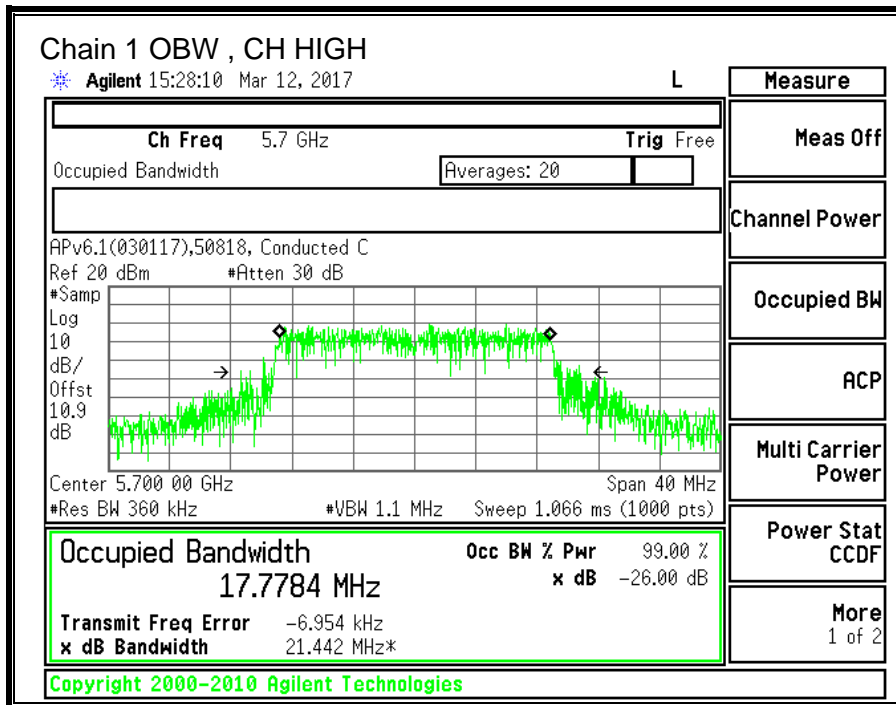 Chain 1 OBW , CH HIGH
Agilent 15:28:10 Mar 12, 2017 L
Measure
Ch Freq 5.7 GHz Trig Free
Meas Off
Occupied Bandwidth Averages: 20
Channel Power
APv6.1(030117),50818, Conducted C
Ref 20 dBm #Atten 30 dB
#Samp
Log
10
dB/
Offst
10.9
dB
Occupied BW
ACP
Center 5.700 00 GHz Span 40 MHz
#Res BW 360 kHz #VBW 1.1 MHz Sweep 1.066 ms (1000 pts)
Multi Carrier
Power
Occupied Bandwidth Occ BW % Pwr 99.00 %
17.7784 MHz x dB -26.00 dB
Power Stat
CCDF
Transmit Freq Error -6.954 kHz
x dB Bandwidth 21.442 MHz*
More
1 of 2
Copyright 2000-2010 Agilent Technologies